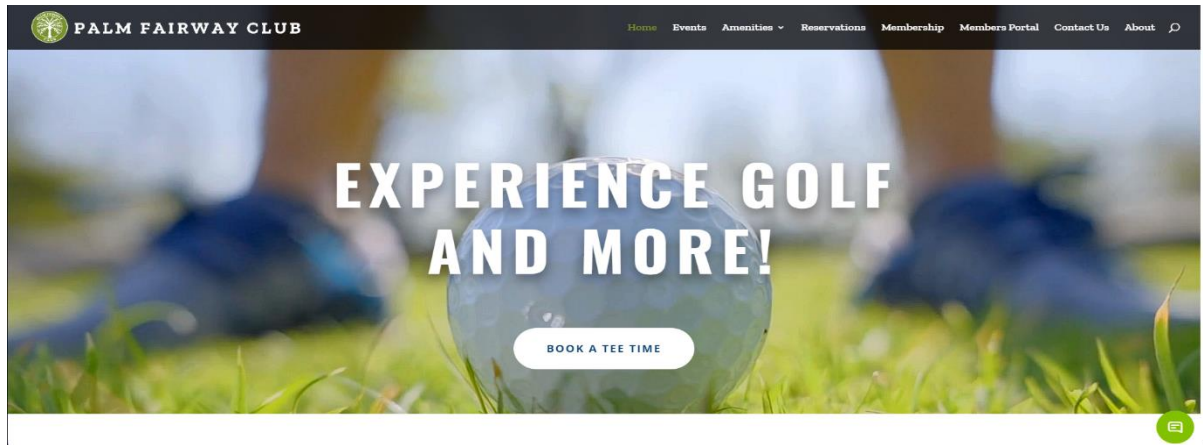 PALM FAIRWAY CLUB
Home Events Amenities Reservations Membership Members Portal Contact Us About
EXPERIENCE GOLF
AND MORE!
BOOK A TEE TIME